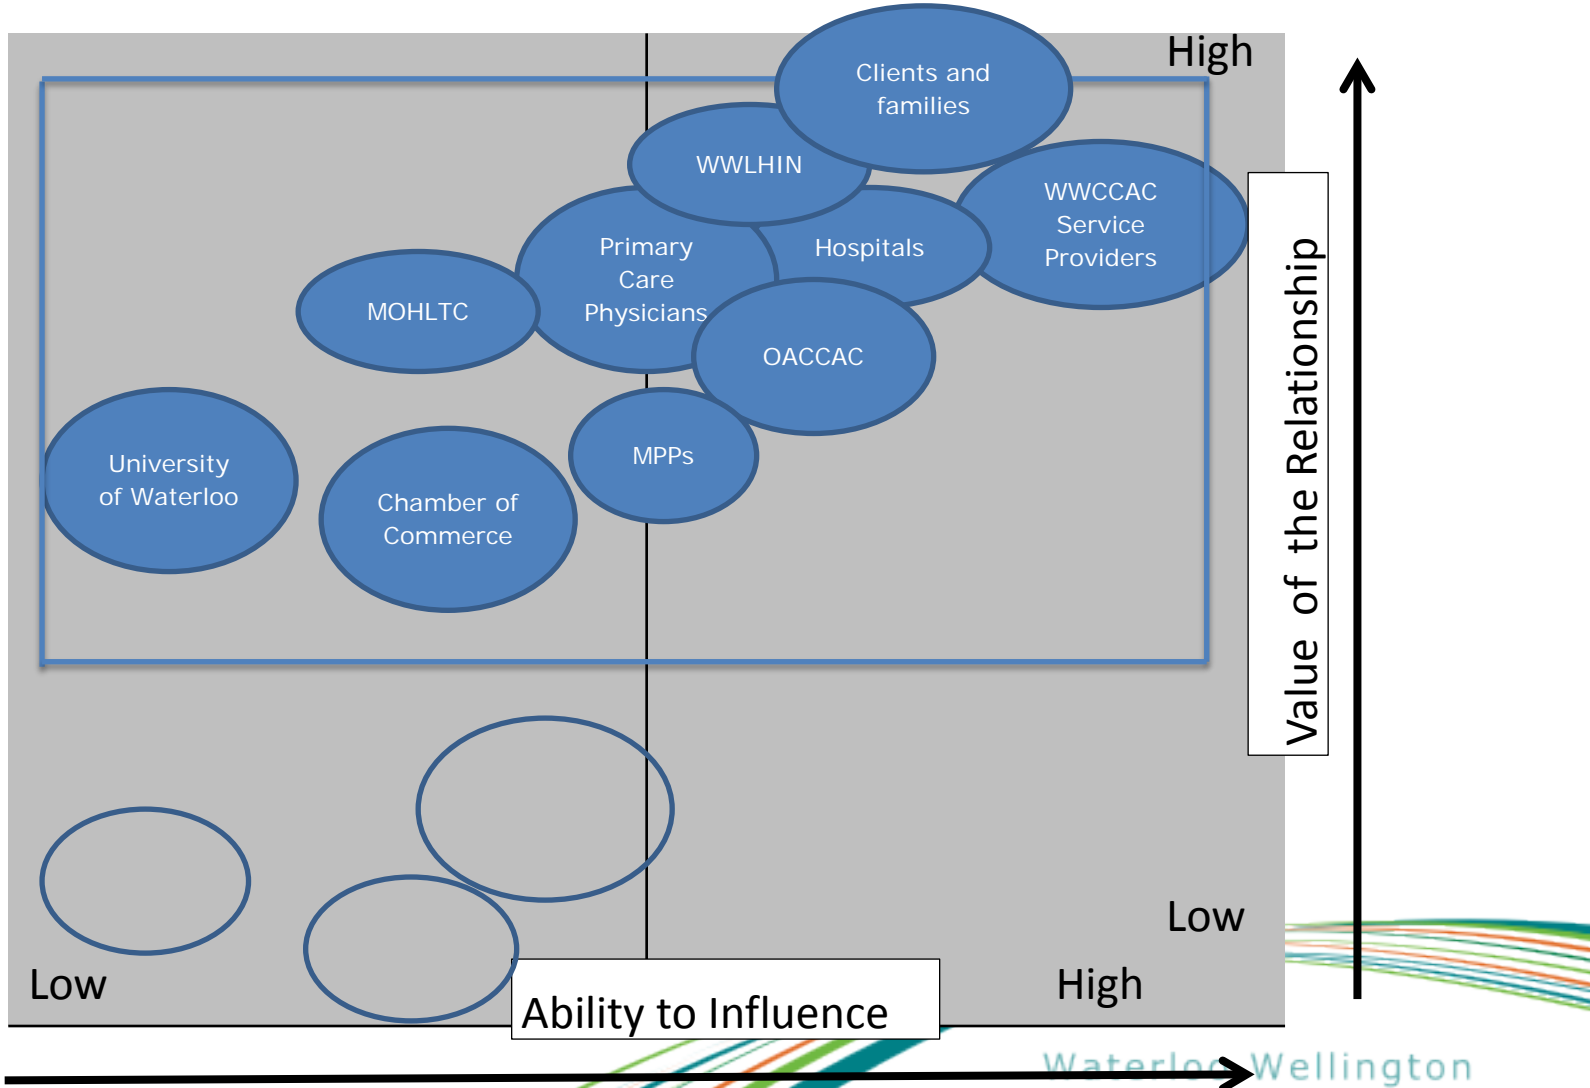 High
Clients and
families
WWLHIN
WWCCAC
Service
Providers
Primary
Care
Physicians
Hospitals
MOHLTC
OACCAC
MPPs
University
of Waterloo
Chamber of
Commerce
Value of the Relationship
Low
Low
High
Ability to Influence
Waterloo Wellington